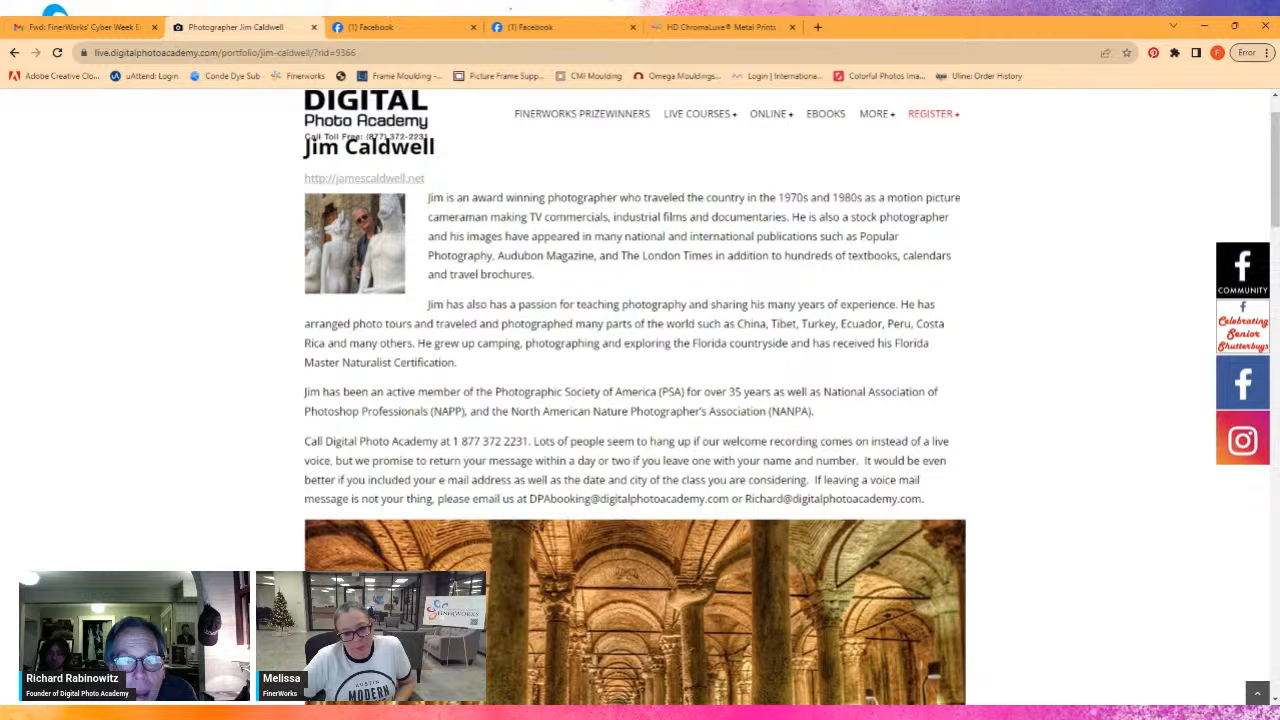 Fwd: FinerWorks' Cyber Week E
Photographer Jim Caldwell
(1) Facebook
(1) Facebook
HD ChromaLuxe® Metal Prints
live.digitalphotoacademy.com/portfolio/jim-caldwell/?rid=9366
F
Error
Adobe Creative Clo...
uAttend: Login
Conde Dye Sub
Finerworks
Frame Moulding -...
Picture Frame Supp...
CMI Moulding
Omega Mouldings...
Login | Internationa...
Colorful Photos Ima...
Uline: Order History
DIGITAL
Photo Academy
Call Toll Free: (877) 372-2231
FINERWORKS PRIZEWINNERS
LIVE COURSES +
ONLINE +
EBOOKS
MORE +
REGISTER +
Jim Caldwell
http://jamescaldwell.net
Jim is an award winning photographer who traveled the country in the 1970s and 1980s as a motion picture
cameraman making TV commercials, industrial films and documentaries. He is also a stock photographer
and his images have appeared in many national and international publications such as Popular
Photography, Audubon Magazine, and The London Times in addition to hundreds of textbooks, calendars
and travel brochures.
Jim has also has a passion for teaching photography and sharing his many years of experience. He has
arranged photo tours and traveled and photographed many parts of the world such as China, Tibet, Turkey, Ecuador, Peru, Costa
Rica and many others. He grew up camping, photographing and exploring the Florida countryside and has received his Florida
Master Naturalist Certification.
Jim has been an active member of the Photographic Society of America (PSA) for over 35 years as well as National Association of
Photoshop Professionals (NAPP), and the North American Nature Photographer's Association (NANPA).
Call Digital Photo Academy at 1 877 372 2231. Lots of people seem to hang up if our welcome recording comes on instead of a live
voice, but we promise to return your message within a day or two if you leave one with your name and number. It would be even
better if you included your e mail address as well as the date and city of the class you are considering. If leaving a voice mail
message is not your thing, please email us at DPAbooking@digitalphotoacademy.com or Richard@digitalphotoacademy.com.
COMMUNITY
Celebrating
Senior
Shutterbugs
FINERWORKS
AUSTIN
MODERN
Richard Rabinowitz
Founder of Digital Photo Academy
Melissa
FinerWorks